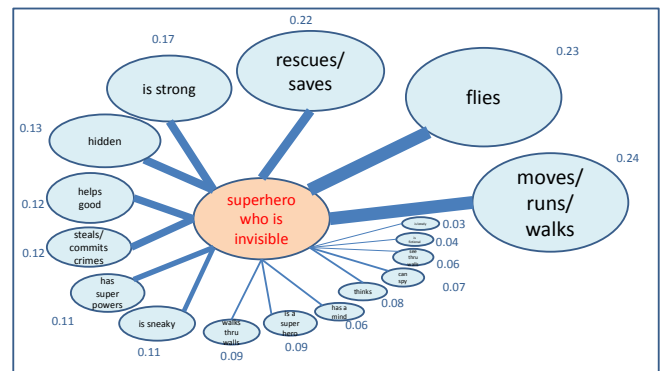 0.22
0.17
rescues/
saves
0.23
is strong
flies
0.13
hidden
0.24
helps
good
0.12
superhero
who is
invisible
moves/
runs/
walks
0.03
steals/
commits
crimes
0.12
0.04
see thru
walls
0.06
has
super
powers
can
spy
0.07
0.11
thinks
0.08
is sneaky
0.11
walks
thru
walls
0.09
is a
super
hero
0.09
has a
mind
0.06